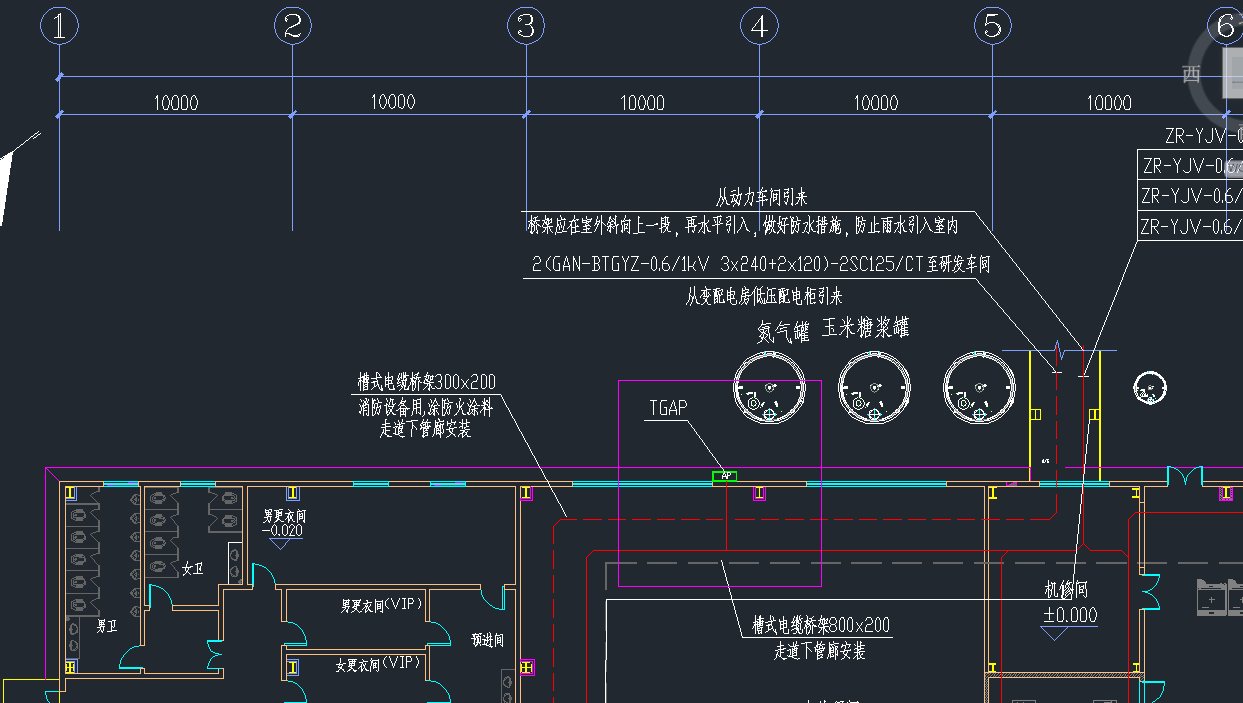 1
2
3
4
5
6
西
10000
10000
10000
10000
10000
ZR-YJV-0
ZR-YJV-0.6/
ZR-YJV-0.6/
ZR-YJV-0.6/
从动力车间引来
桥架应在室外斜向上一段,再水平引入,做好防水措施,防止雨水引入室内
2(GAN-BTGYZ-0.6/1kV 3x240+2x120)-2SC125/CT至研发车间
从变配电房低压配电柜引来
氮气罐
玉米糖浆罐
槽式电缆桥架300x200
消防设备用,涂防火涂料
走道下管廊安装
TGAP
AP
男更衣间
-0.020
女卫
男卫
男更衣间(VIP)
女更衣间(VIP)
预进间
机修间
±0.000
槽式电缆桥架800x200
走道下管廊安装